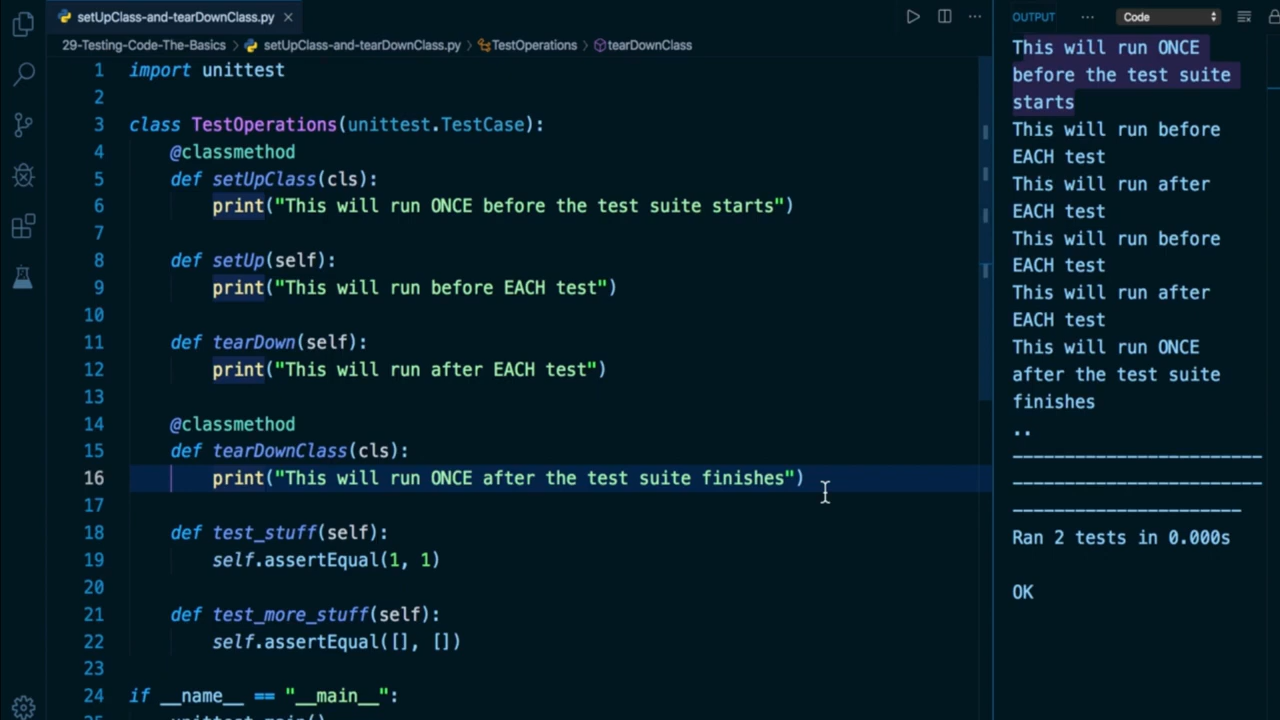 setUpClass-and-tearDownClass.py
29-Testing-Code-The-Basics > setUpClass-and-tearDownClass.py > TestOperations > tearDownClass
1 import unittest
2
3 class TestOperations(unittest.TestCase):
4 @classmethod
5 def setUpClass(cls):
6 print("This will run ONCE before the test suite starts")
7
8 def setUp(self):
9 print("This will run before EACH test")
10
11 def tearDown(self):
12 print("This will run after EACH test")
13
14 @classmethod
15 def tearDownClass(cls):
16 print("This will run ONCE after the test suite finishes")
17
18 def test_stuff(self):
19 self.assertEqual(1, 1)
20
21 def test_more_stuff(self):
22 self.assertEqual([], [])
23
24 if __name__ == "__main__":
25 unittest.main()
OUTPUT ... Code
This will run ONCE
before the test suite
starts
This will run before
EACH test
This will run after
EACH test
This will run before
EACH test
This will run after
EACH test
This will run ONCE
after the test suite
finishes
..
------------------------
------------------------
----------------------
Ran 2 tests in 0.000s
OK